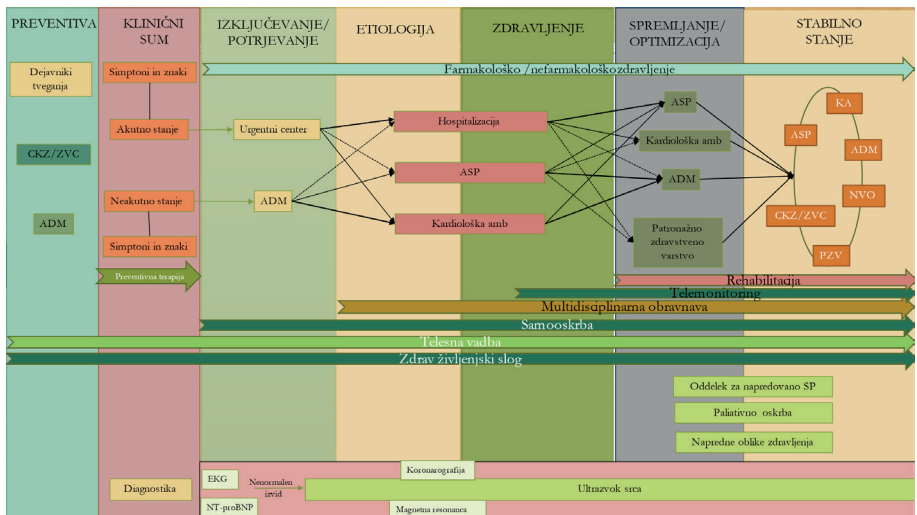 PREVENTIVA
KLINIČNI
SUM
IZKLJUČEVANJE/
POTRJEVANJE
ETIOLOGIJA
ZDRAVLJENJE
SPREMLJANJE/
OPTIMIZACIJA
STABILNO
STANJE
Farmakološko /nefarmakološkozdravljenje
Dejavniki
tveganja
CKZ/ZVC
ADM
Simptoni in znaki
Akutno stanje
Neakutno stanje
Simptoni in znaki
Preventivna terapija
Urgentni center
ADM
Hospitalizacija
ASP
Kardiološka amb
ASP
Kardiološka amb
ADM
Patronažno
zdravstveno
varstvo
KA
ASP
ADM
NVO
CKZ/ZVC
PZV
Rehabilitacija
Telemonitoring
Multidisciplinarna obravnava
Samooskrba
Telesna vadba
Zdrav življenjski slog
Oddelek za napredovano SP
Paliativno oskrba
Napredne oblike zdravljenja
Diagnostika
EKG
NT-proBNP
Nenormalen
izvid
Koronarografija
Ultrazvok srca
Magnetna resonanca